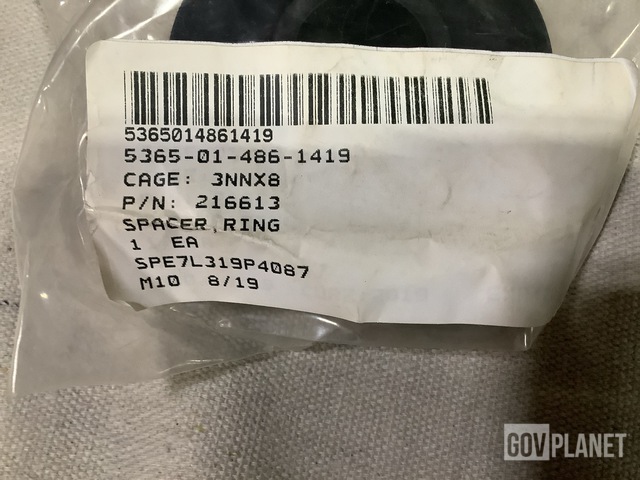 5365014861419
5365-01-486-1419
CAGE: 3NNX8
P/N: 216613
SPACER,RING
1 EA
SPE7L319P4087
M10 8/19
GOVPLANET